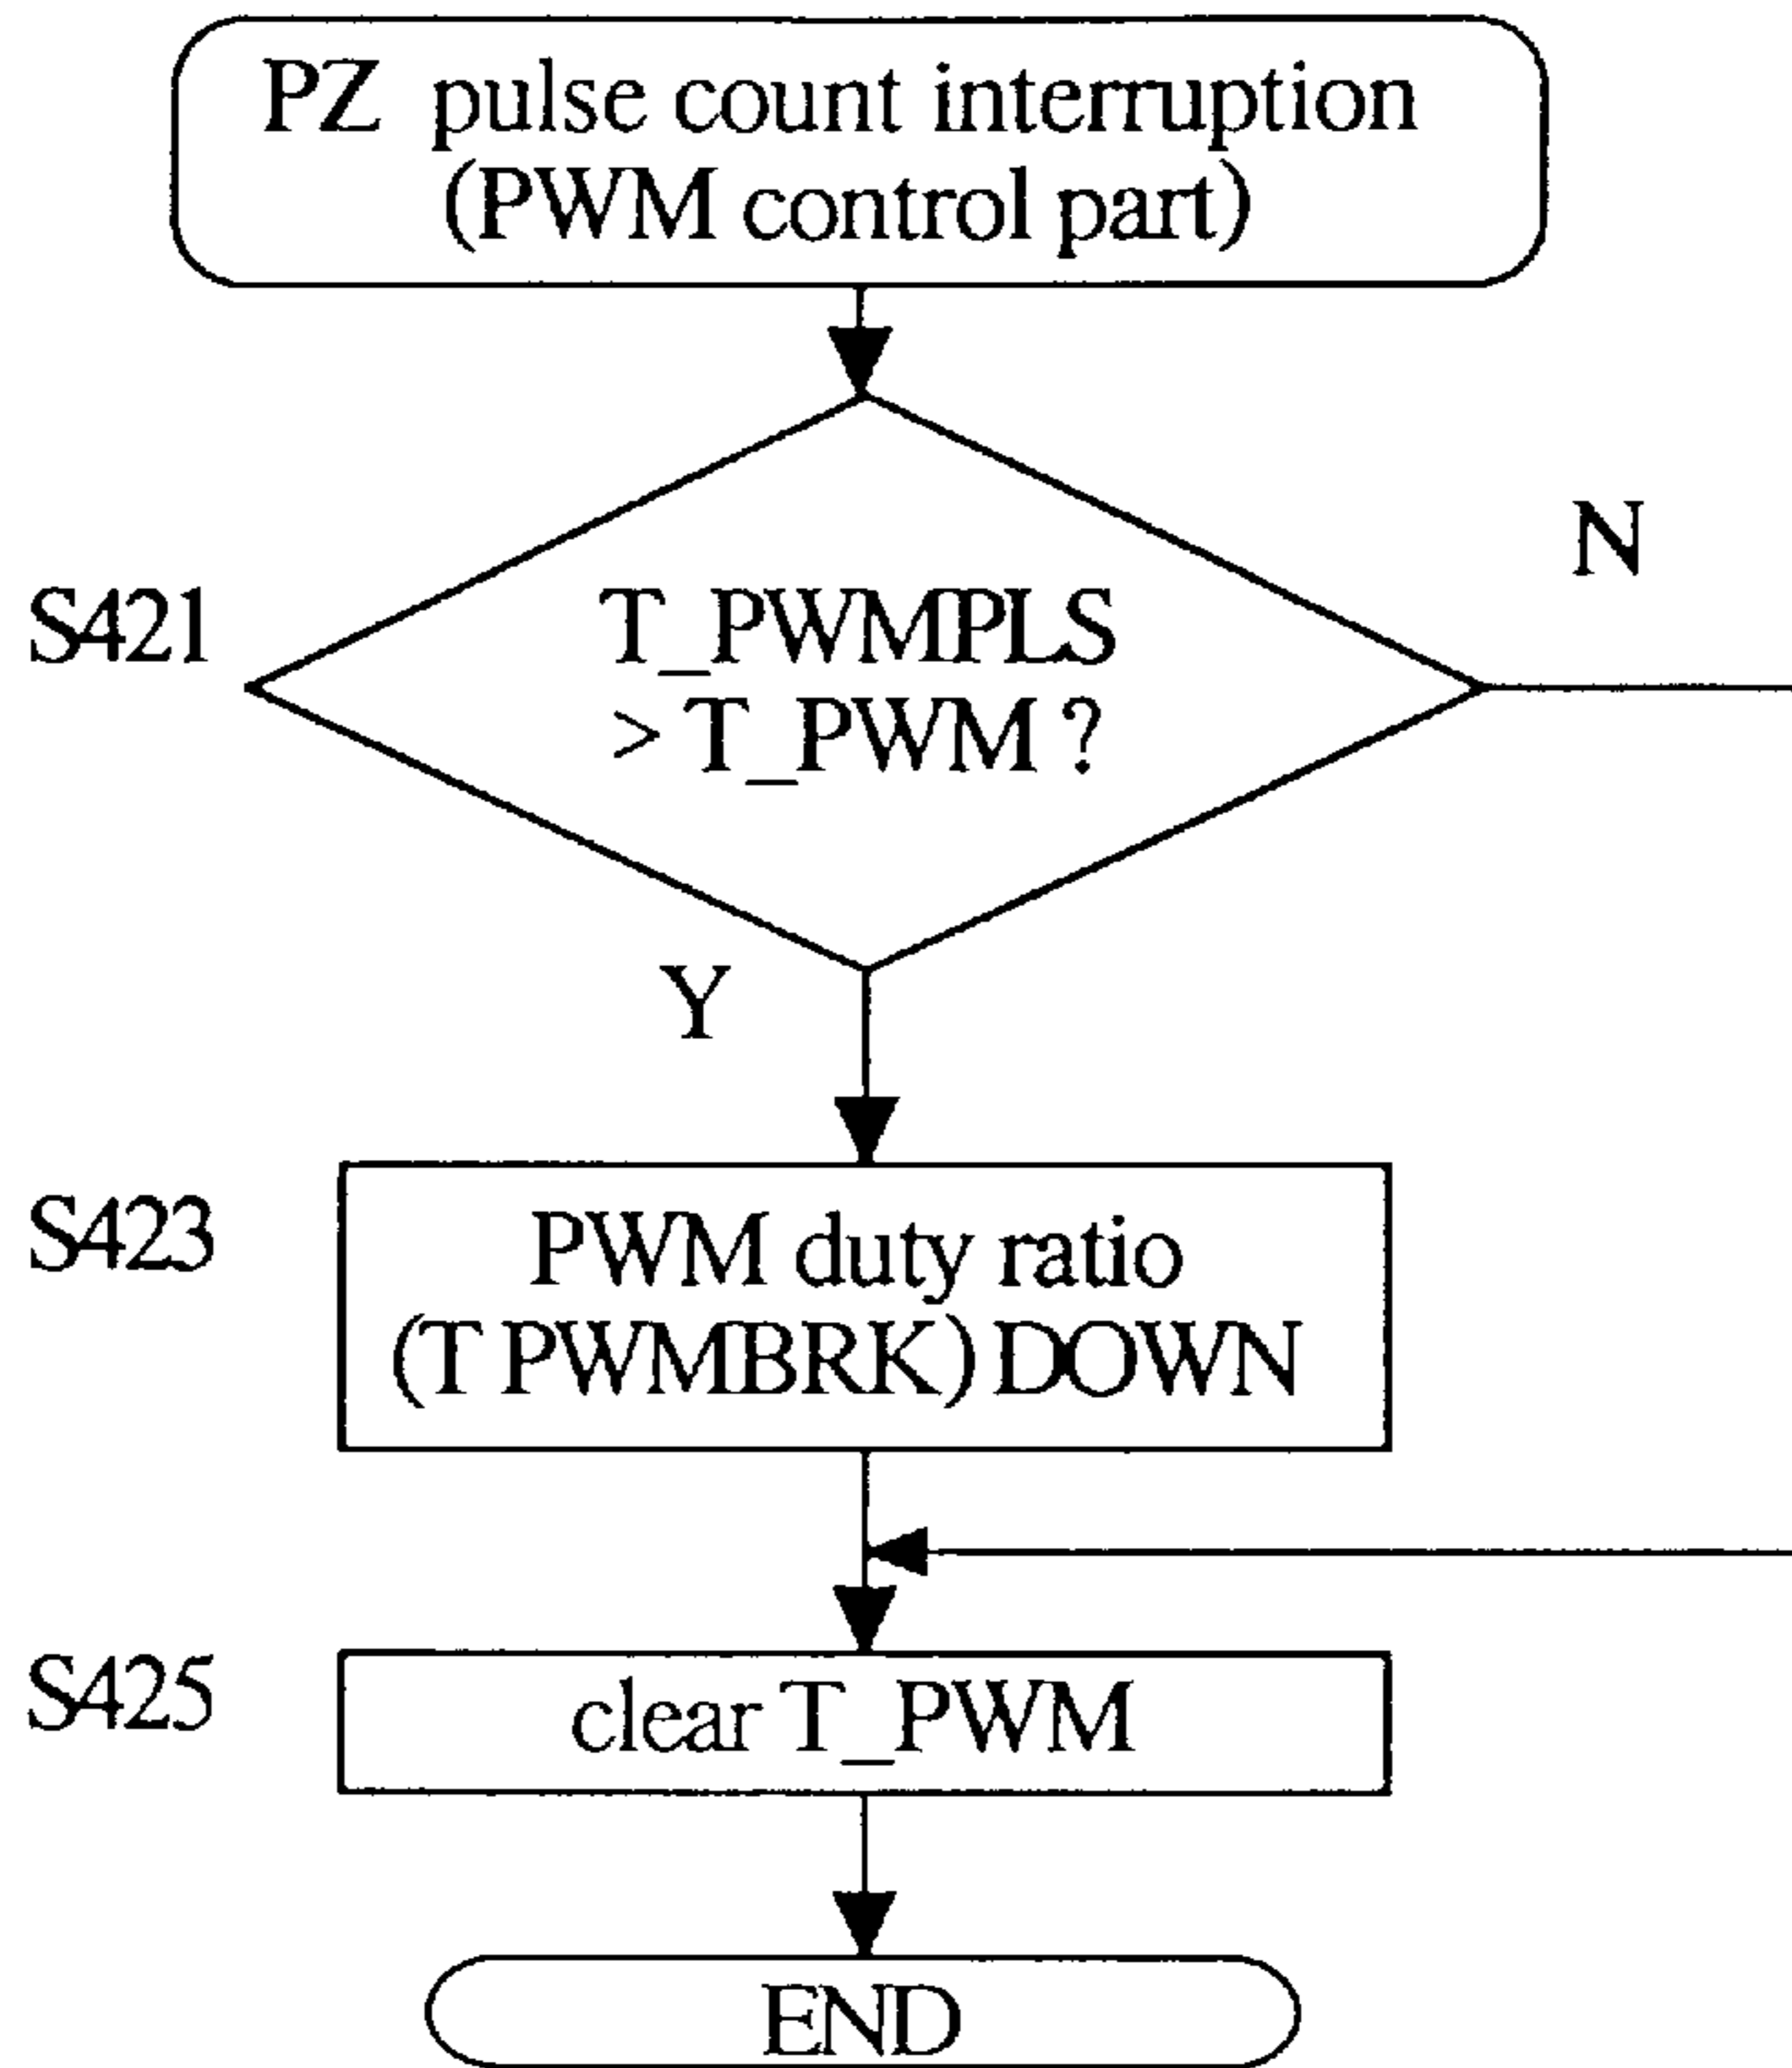 PZ pulse count interruption
(PWM control part)
N
S421
T_PWMPLS
> T_PWM ?
Y
S423
PWM duty ratio
(T PWMBRK) DOWN
S425
clear T_PWM
END